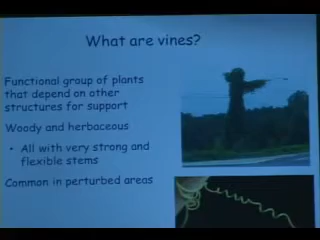 What are vines?
Functional group of plants
that depend on other
structures for support
Woody and herbaceous
• All with very strong and
flexible stems
Common in perturbed areas